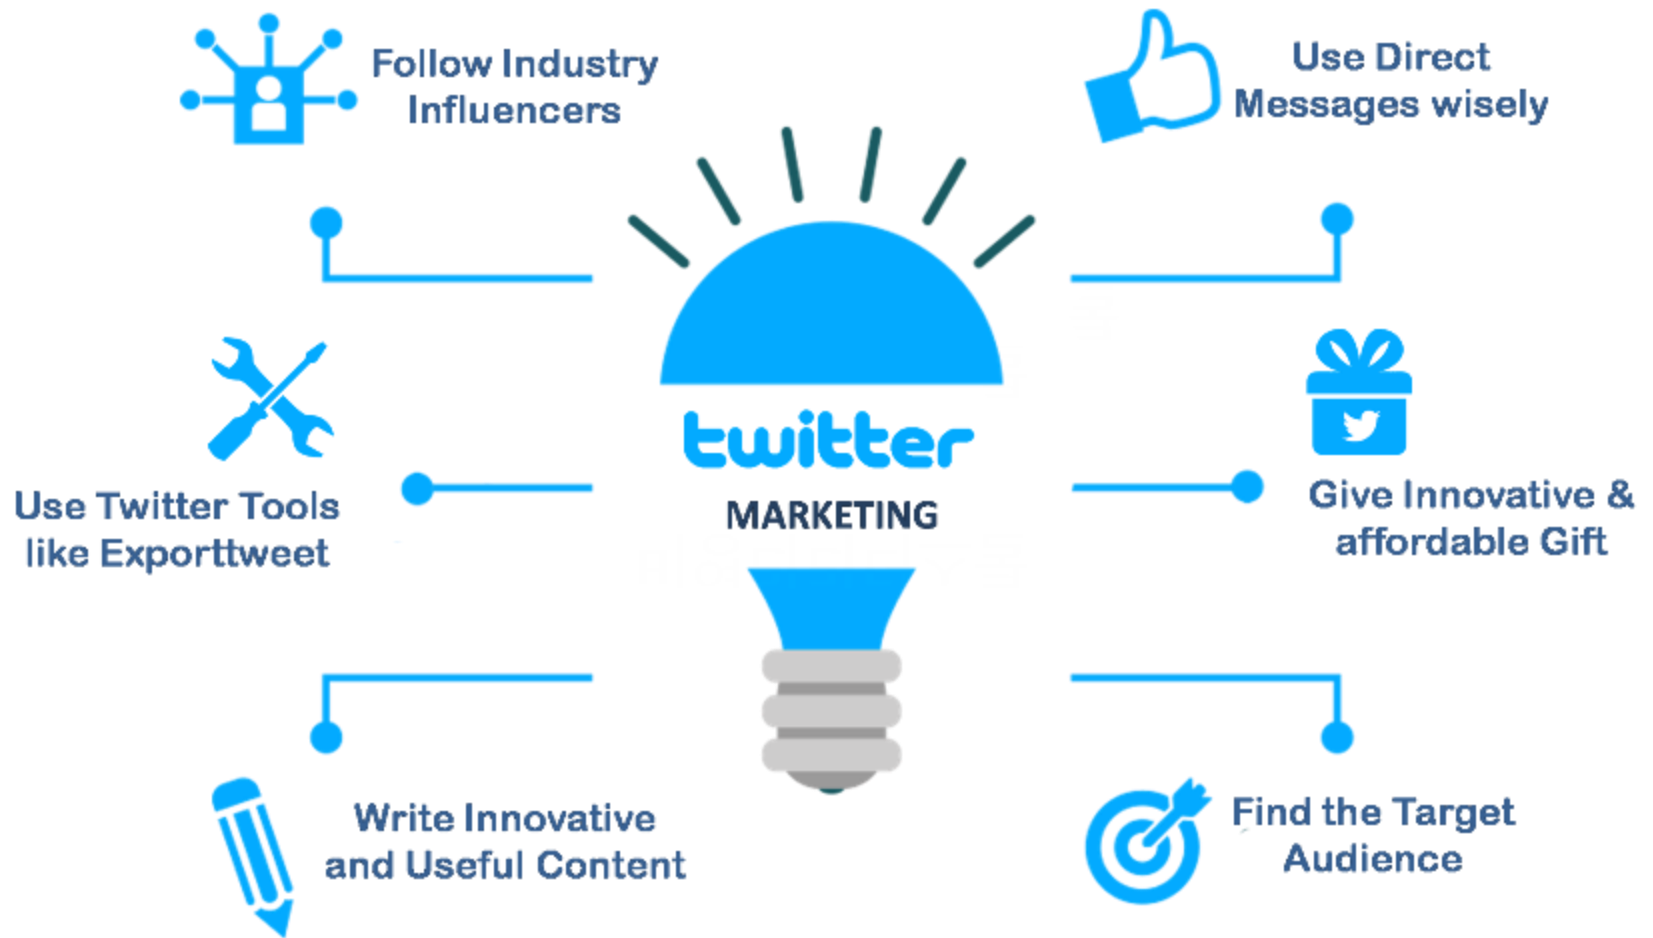 Follow Industry
Influencers
Use Direct
Messages wisely
twitter
MARKETING
Use Twitter Tools
like Exporttweet
Give Innovative &
affordable Gift
Write Innovative
and Useful Content
Find the Target
Audience